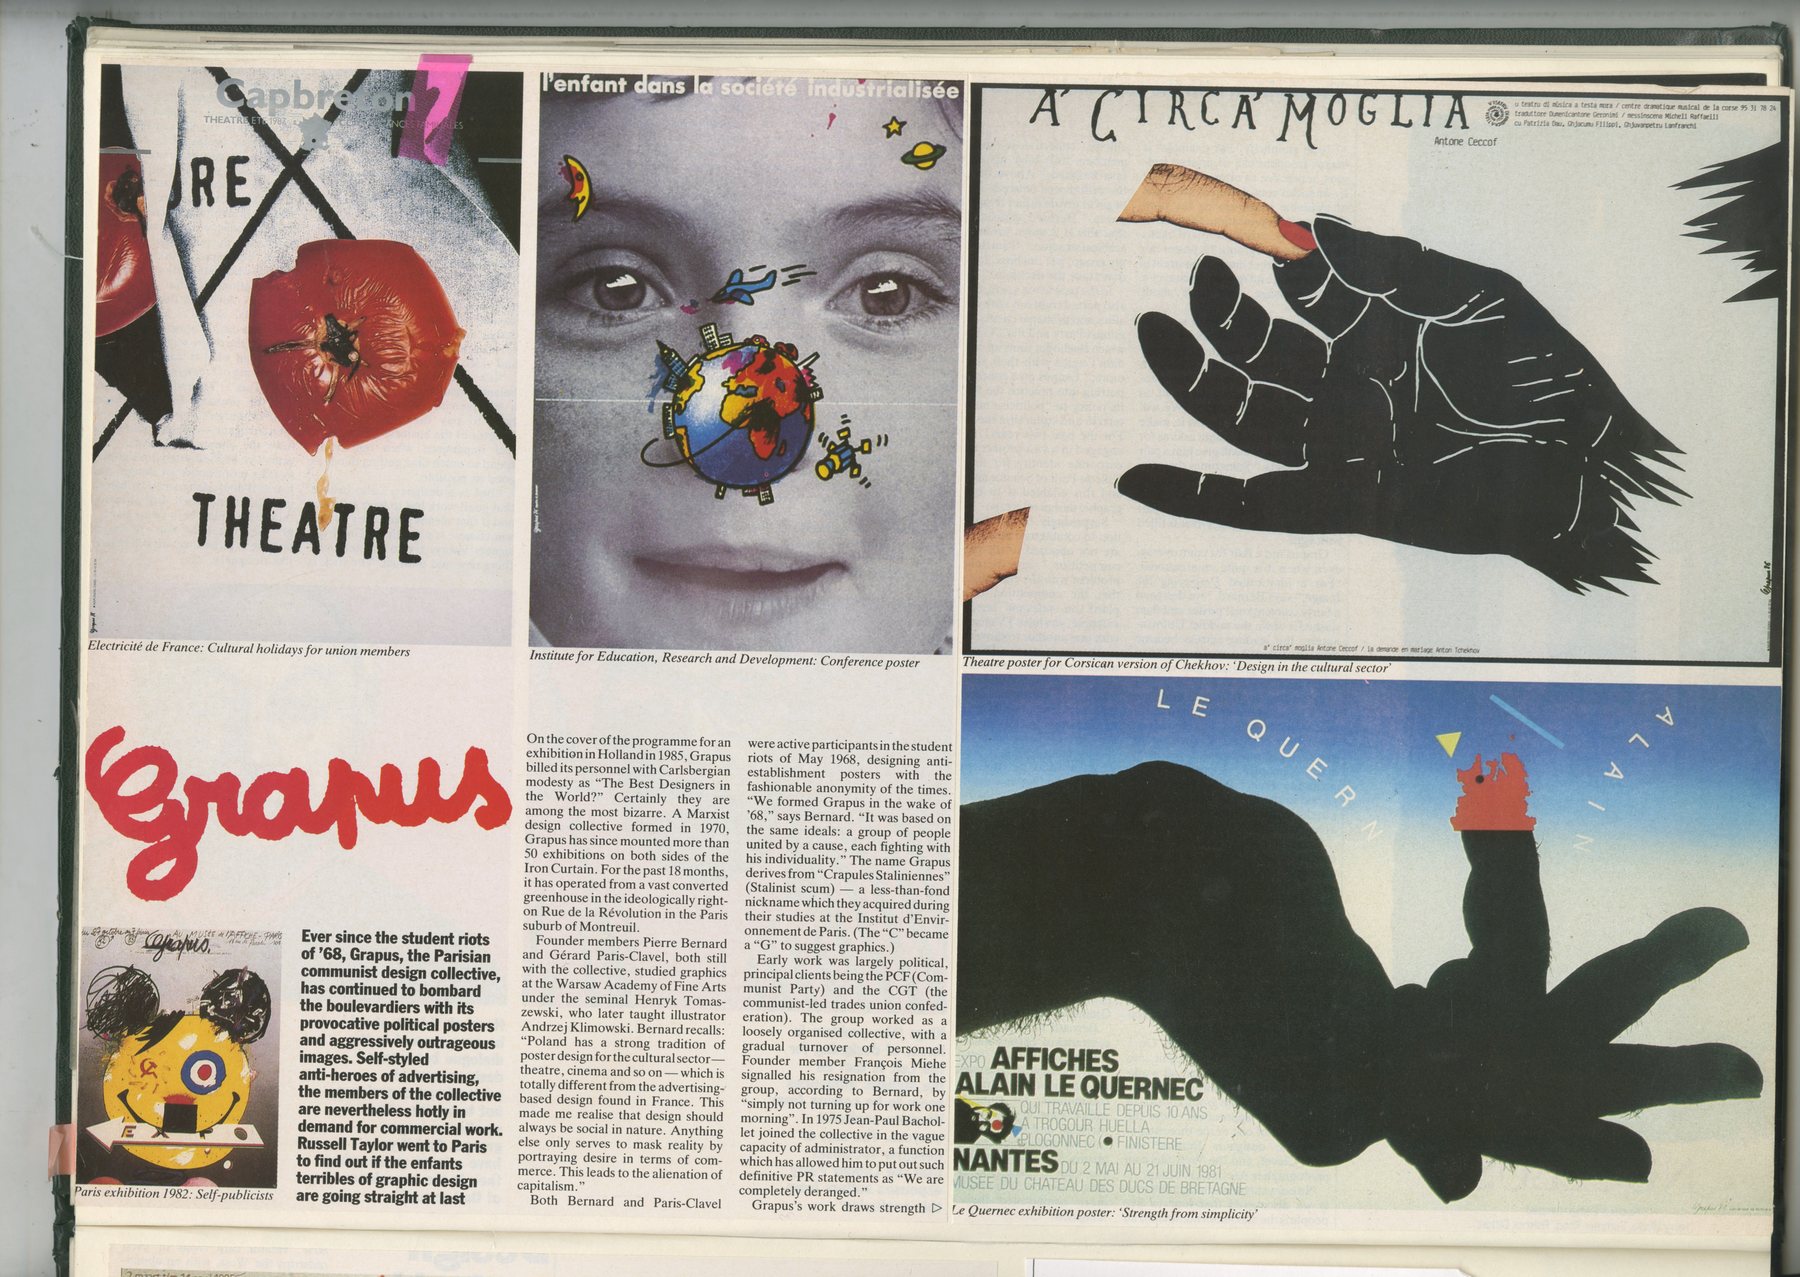 Capbreton
THEATRE ETE 1987
THEATRE
Electricité de France: Cultural holidays for union members
l'enfant dans la société industrialisée
Institute for Education, Research and Development: Conference poster
A' CIRCA' MOGLIA
u teatru di mùsica a testa mora / centre dramatique musical de la corse 95 31 78 24
traduttore Dumenicantone Geronimi / messinscena Micheli Raffaelli
cu Patrizia Dau, Ghjacumu Filippi, Ghjuvanpetru Lanfranchi
Antone Ceccof
a' circa' moglia Antone Ceccof / la demande en mariage Anton Tchekhov
Theatre poster for Corsican version of Chekhov: ‘Design in the cultural sector’
Grapus
AU MUSÉE de l'AFFICHE - PARIS
Grapus.
EXPO
Paris exhibition 1982: Self-publicists
Ever since the student riots
of ’68, Grapus, the Parisian
communist design collective,
has continued to bombard
the boulevardiers with its
provocative political posters
and aggressively outrageous
images. Self-styled
anti-heroes of advertising,
the members of the collective
are nevertheless hotly in
demand for commercial work.
Russell Taylor went to Paris
to find out if the enfants
terribles of graphic design
are going straight at last
On the cover of the programme for an
exhibition in Holland in 1985, Grapus
billed its personnel with Carlsbergian
modesty as “The Best Designers in
the World?” Certainly they are
among the most bizarre. A Marxist
design collective formed in 1970,
Grapus has since mounted more than
50 exhibitions on both sides of the
Iron Curtain. For the past 18 months,
it has operated from a vast converted
greenhouse in the ideologically right-
on Rue de la Révolution in the Paris
suburb of Montreuil.
Founder members Pierre Bernard
and Gérard Paris-Clavel, both still
with the collective, studied graphics
at the Warsaw Academy of Fine Arts
under the seminal Henryk Tomas-
zewski, who later taught illustrator
Andrzej Klimowski. Bernard recalls:
“Poland has a strong tradition of
poster design for the cultural sector —
theatre, cinema and so on — which is
totally different from the advertising-
based design found in France. This
made me realise that design should
always be social in nature. Anything
else only serves to mask reality by
portraying desire in terms of com-
merce. This leads to the alienation of
capitalism.”
Both Bernard and Paris-Clavel
were active participants in the student
riots of May 1968, designing anti-
establishment posters with the
fashionable anonymity of the times.
“We formed Grapus in the wake of
’68,” says Bernard. “It was based on
the same ideals: a group of people
united by a cause, each fighting with
his individuality.” The name Grapus
derives from “Crapules Staliniennes”
(Stalinist scum) — a less-than-fond
nickname which they acquired during
their studies at the Institut d’Envir-
onnement de Paris. (The “C” became
a “G” to suggest graphics.)
Early work was largely political,
principal clients being the PCF (Com-
munist Party) and the CGT (the
communist-led trades union confed-
eration). The group worked as a
loosely organised collective, with a
gradual turnover of personnel.
Founder member François Miehe
signalled his resignation from the
group, according to Bernard, by
“simply not turning up for work one
morning”. In 1975 Jean-Paul Bachol-
let joined the collective in the vague
capacity of administrator, a function
which has allowed him to put out such
definitive PR statements as “We are
completely deranged.”
Grapus’s work draws strength ▷
LE QUERN
ALAIN
EXPO AFFICHES
ALAIN LE QUERNEC
QUI TRAVAILLE DEPUIS 10 ANS
A TROGOUR HUELLA
PLOGONNEC (●) FINISTERE
NANTES DU 2 MAI AU 21 JUIN 1981
MUSEE DU CHATEAU DES DUCS DE BRETAGNE
Le Quernec exhibition poster: ‘Strength from simplicity’